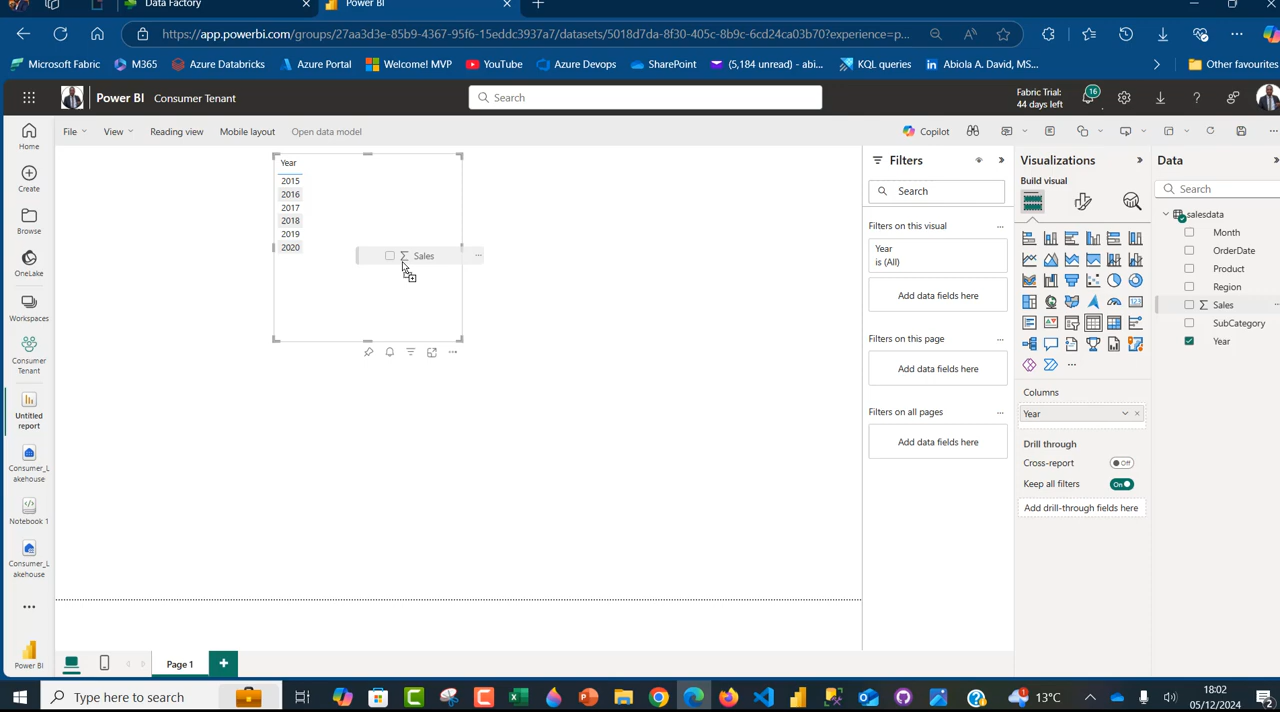 Data Factory
Power BI
https://app.powerbi.com/groups/27aa3d3e-85b9-4367-95f6-15eddc3937a7/datasets/5018d7da-8f30-405c-8b9c-6cd24ca03b70?experience=p...
Microsoft Fabric
M365
Azure Databricks
Azure Portal
Welcome! MVP
YouTube
Azure Devops
SharePoint
(5,184 unread) - abi...
KQL queries
Abiola A. David, MS...
Other favourites
Power BI
Consumer Tenant
Search
Fabric Trial:
44 days left
16
File
View
Reading view
Mobile layout
Open data model
Copilot
Home
Create
Browse
OneLake
Workspaces
Consumer
Tenant
Untitled
report
Consumer_L
akehouse
Notebook 1
Consumer_L
akehouse
Power BI
Year
2015
2016
2017
2018
2019
2020
Σ Sales
Filters
Search
Filters on this visual
Year
is (All)
Add data fields here
Filters on this page
Add data fields here
Filters on all pages
Add data fields here
Visualizations
Build visual
Columns
Year
Drill through
Cross-report
Off
Keep all filters
On
Add drill-through fields here
Data
Search
salesdata
Month
OrderDate
Product
Region
Σ Sales
SubCategory
Year
Page 1
Type here to search
13°C
18:02
05/12/2024
2